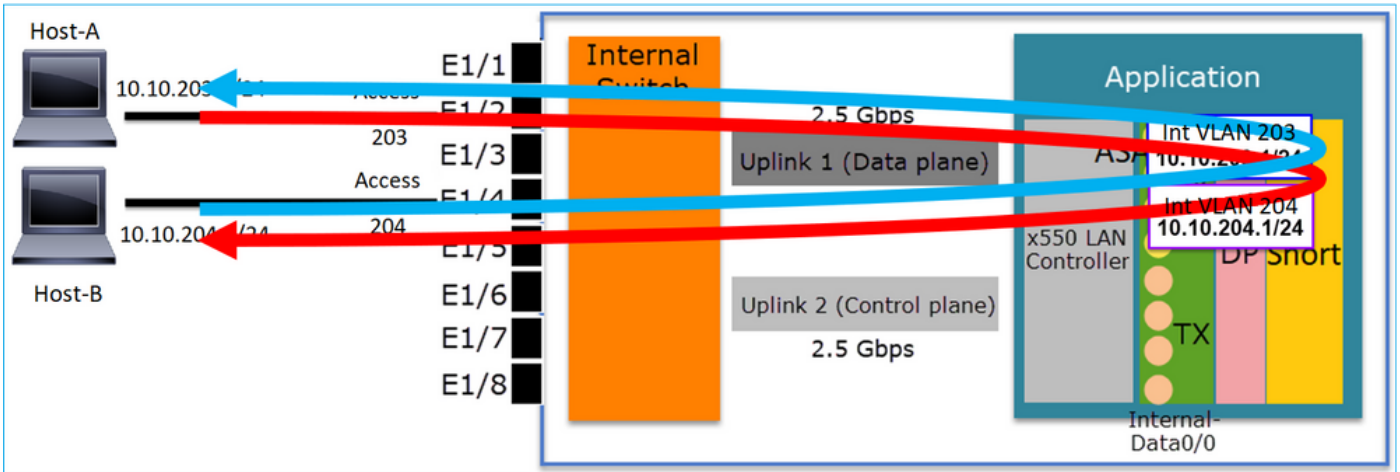 Host-A
10.10.203
Access
203
Host-B
10.10.204 /24
Access
204
E1/1
E1/2
E1/3
E1/4
E1/5
E1/6
E1/7
E1/8
Internal
Switch
2.5 Gbps
Uplink 1 (Data plane)
Uplink 2 (Control plane)
2.5 Gbps
Application
Int VLAN 203
ASA
Int VLAN 204
10.10.204.1/24
x550 LAN
Controller
DP Snort
TX
Internal-
Data0/0